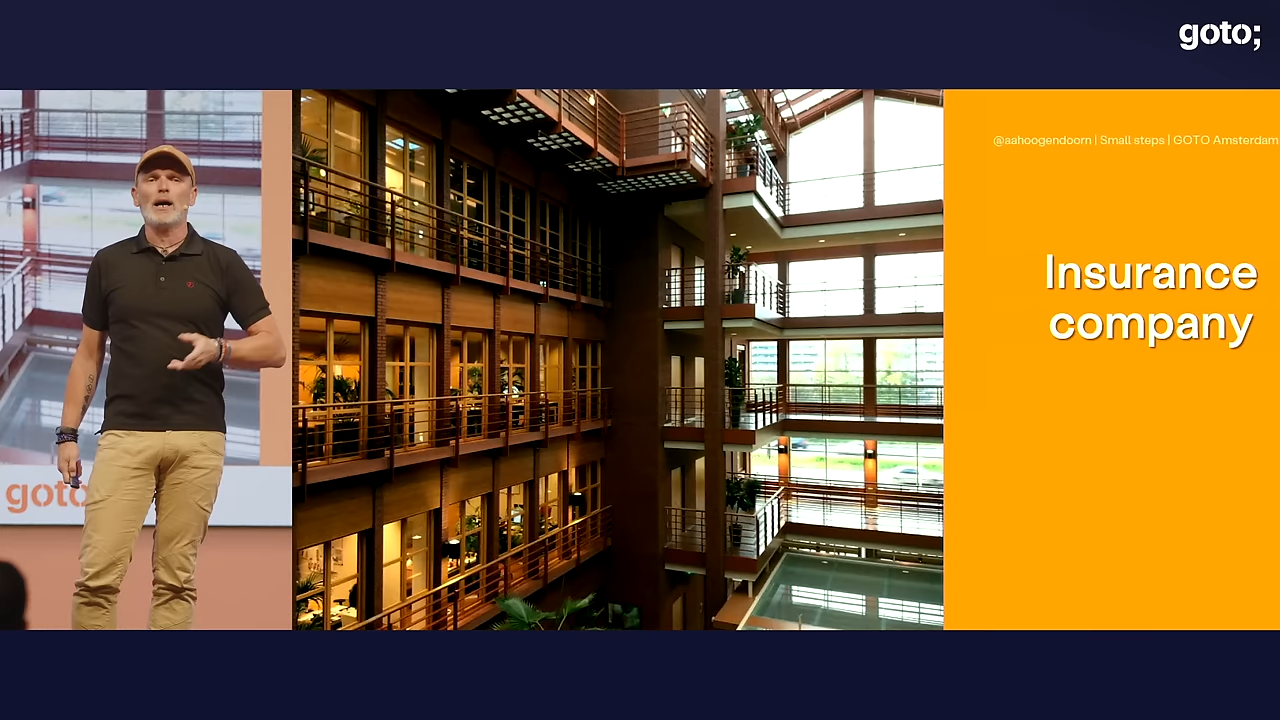 goto;
@aahoogendoorn | Small steps | GOTO Amsterdam
Insurance
company
goto